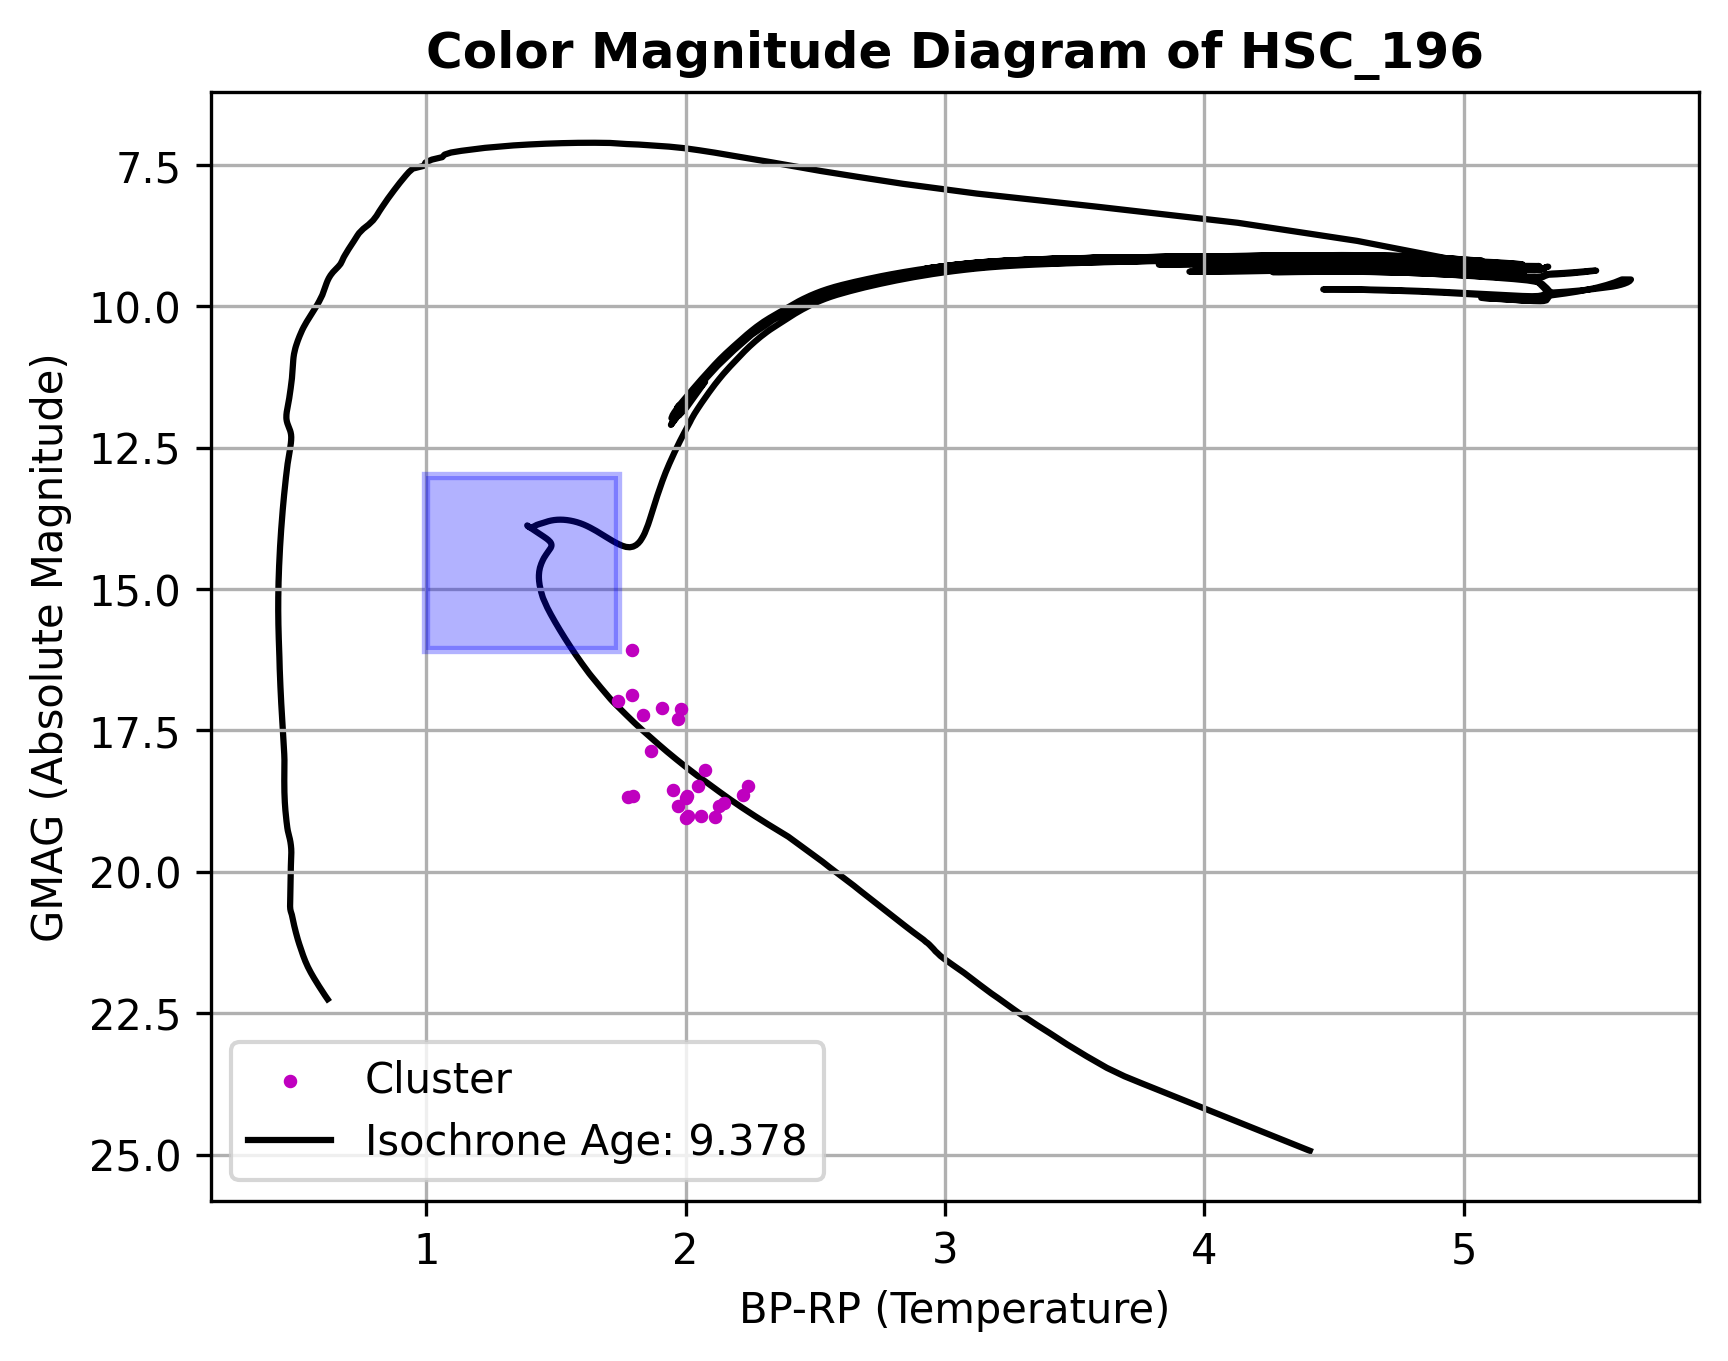 Color Magnitude Diagram of HSC_196
GMAG (Absolute Magnitude)
7.5
10.0
12.5
15.0
17.5
20.0
22.5
25.0
Cluster
Isochrone Age: 9.378
1 2 3 4 5
BP-RP (Temperature)